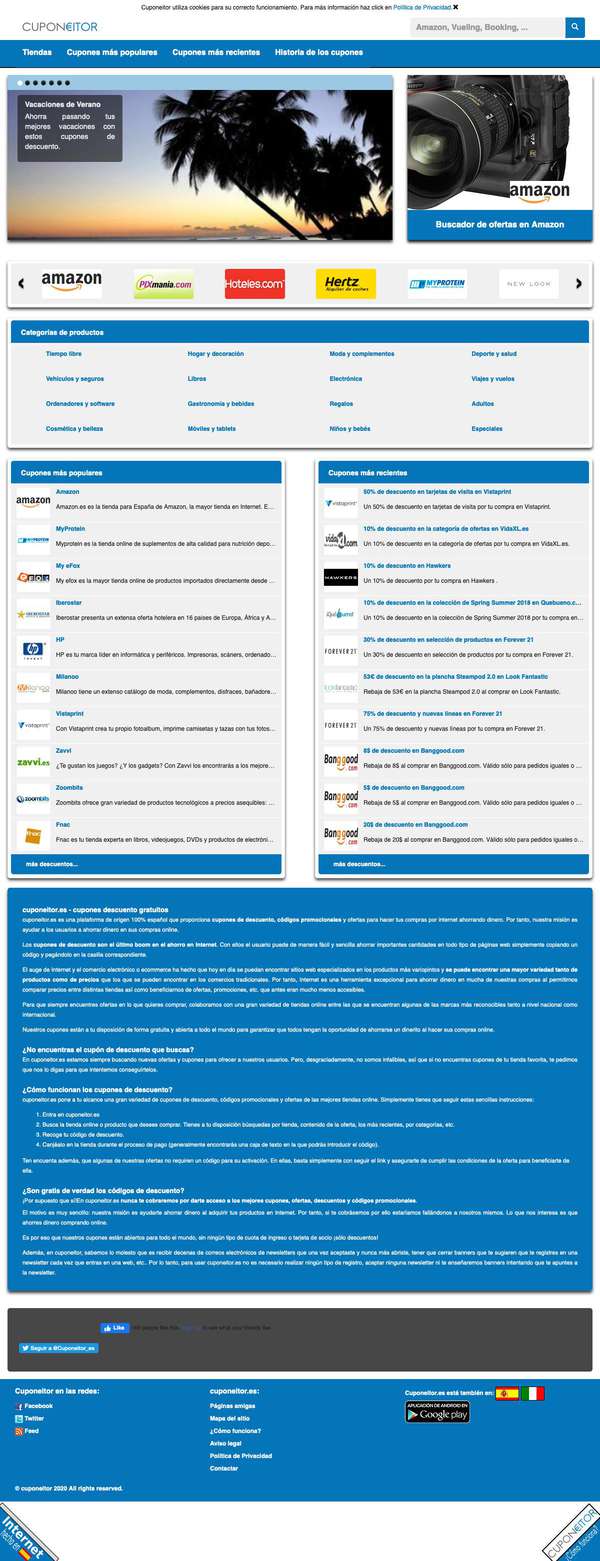 Cuponeitor utiliza cookies para su correcto funcionamiento. Para más información haz click en Política de Privacidad.✖
CUPONEITOR
Amazon, Vueling, Booking, ...
Tiendas Cupones más populares Cupones más recientes Historia de los cupones
Vacaciones de Verano
Ahorra pasando tus
mejores vacaciones con
estos cupones de
descuento.
amazon
Buscador de ofertas en Amazon
amazon PIXmania.com Hoteles.com Hertz MYPROTEIN NEW LOOK
Alquiler de coches
Categorías de productos
Tiempo libre Hogar y decoración Moda y complementos Deporte y salud
Vehículos y seguros Libros Electrónica Viajes y vuelos
Ordenadores y software Gastronomía y bebidas Regalos Adultos
Cosmética y belleza Móviles y tablets Niños y bebés Especiales
Cupones más populares
amazon
Amazon
Amazon.es es la tienda para España de Amazon, la mayor tienda en Internet. E...
MYPROTEIN
MyProtein
Myprotein es la tienda online de suplementos de alta calidad para nutrición depo...
My eFox
My efox es la mayor tienda online de productos importados directamente desde ...
IBEROSTAR
Iberostar
Iberostar presenta un extensa oferta hotelera en 16 países de Europa, África y A...
hp
invent
HP
HP es tu marca líder en informática y periféricos. Impresoras, scáners, ordenado...
Milanoo
Milanoo
Milanoo tiene un extenso catálogo de moda, complementos, disfraces, bañadore...
vistaprint
Vistaprint
Con Vistaprint crea tu propio fotoalbum, imprime camisetas y tazas con tus fotos...
zavvi.es
Zavvi
¿Te gustan los juegos? ¿Y los gadgets? Con Zavvi los encontrarás a los mejore...
zoombits
Zoombits
Zoombits ofrece gran variedad de productos tecnológicos a precios asequibles: ...
fnac
Fnac
Fnac es tu tienda experta en libros, videojuegos, DVDs y productos de electróni...
más descuentos...
Cupones más recientes
vistaprint
50% de descuento en tarjetas de visita en Vistaprint
Un 50% de descuento en tarjetas de visita por tu compra en Vistaprint.
vidaXL.com
10% de descuento en la categoría de ofertas en VidaXL.es
Un 10% de descuento en la categoría de ofertas por tu compra en VidaXL.es.
HAWKERS
10% de descuento en Hawkers
Un 10% de descuento por tu compra en Hawkers .
10% de descuento en la colección de Spring Summer 2018 en Quebueno.c...
Un 10% de descuento en la colección de Spring Summer 2018 por tu compra en...
FOREVER 21
30% de descuento en selección de productos en Forever 21
Un 30% de descuento en selección de productos por tu compra en Forever 21.
lookfantastic
53€ de descuento en la plancha Steampod 2.0 en Look Fantastic
Rebaja de 53€ en la plancha Steampod 2.0 al comprar en Look Fantastic.
FOREVER 21
75% de descuento y nuevas líneas en Forever 21
Un 75% de descuento y nuevas líneas por tu compra en Forever 21.
Banggood.com
8$ de descuento en Banggood.com
Rebaja de 8$ al comprar en Banggood.com. Válido sólo para pedidos iguales o ...
Banggood.com
5$ de descuento en Banggood.com
Rebaja de 5$ al comprar en Banggood.com. Válido sólo para pedidos iguales o ...
Banggood.com
20$ de descuento en Banggood.com
Rebaja de 20$ al comprar en Banggood.com. Válido sólo para pedidos iguales o...
más descuentos...
cuponeitor.es - cupones descuento gratuitos
cuponeitor.es es una plataforma de origen 100% español que proporciona cupones de descuento, códigos promocionales y ofertas para hacer tus compras por internet ahorrando dinero. Por tanto, nuestra misión es
ayudar a los usuarios a ahorrar dinero en sus compras online.
Los cupones de descuento son el último boom en el ahorro en Internet. Con ellos el usuario puede de manera fácil y sencilla ahorrar importantes cantidades en todo tipo de páginas web simplemente copiando un
código y pegándolo en la casilla correspondiente.
El auge de Internet y el comercio electrónico o ecommerce ha hecho que hoy en día se puedan encontrar sitios web especializados en los productos más variopintos y se puede encontrar una mayor variedad tanto de
productos como de precios que los que se pueden encontrar en los comercios tradicionales. Por tanto, Internet es una herramienta excepcional para ahorrar dinero en mucha de nuestras compras al permitirnos
comparar precios entre distintas tiendas así como beneficiarnos de ofertas, promociones, etc. que antes eran mucho menos accesibles.
Para que siempre encuentres ofertas en lo que quieres comprar, colaboramos con una gran variedad de tiendas online entre las que se encuentran algunas de las marcas más reconocibles tanto a nivel nacional como
internacional.
Nuestros cupones están a tu disposición de forma gratuita y abierta a todo el mundo para garantizar que todos tengan la oportunidad de ahorrarse un dinerito al hacer sus compras online.
¿No encuentras el cupón de descuento que buscas?
En cuponeitor.es estamos siempre buscando nuevas ofertas y cupones para ofrecer a nuestros usuarios. Pero, desgraciadamente, no somos infalibles, así que si no encuentras cupones de tu tienda favorita, te pedimos
que nos lo digas para que intentemos conseguírtelos.
¿Cómo funcionan los cupones de descuento?
cuponeitor.es pone a tu alcance una gran variedad de cupones de descuento, códigos promocionales y ofertas de las mejores tiendas online. Simplemente tienes que seguir estas sencillas instrucciones:
1. Entra en cuponeitor.es
2. Busca la tienda online o producto que desees comprar. Tienes a tu disposición búsquedas por tienda, contenido de la oferta, los más recientes, por categorías, etc.
3. Recoge tu código de descuento.
4. Canjéalo en la tienda durante el proceso de pago (generalmente encontrarás una caja de texto en la que podrás introducir el código).
Ten encuenta además, que algunas de nuestras ofertas no requiren un código para su activación. En ellas, basta simplemente con seguir el link y asegurarte de cumplir las condiciones de la oferta para beneficiarte de
ella.
¿Son gratis de verdad los códigos de descuento?
¡Por supuesto que sí!En cuponeitor.es nunca te cobraremos por darte acceso a los mejores cupones, ofertas, descuentos y códigos promocionales.
El motivo es muy sencillo: nuestra misión es ayudarte ahorrar dinero al adquirir tus productos en Internet. Por tanto, si te cobrásemos por ello estaríamos fallándonos a nosotros mismos. Lo que nos interesa es que
ahorres dinero comprando online.
Es por eso que nuestros cupones están abiertos para todo el mundo, sin ningún tipo de cuota de ingreso o tarjeta de socio ¡sólo descuentos!
Además, en cuponeitor, sabemos lo molesto que es recibir decenas de correos electrónicos de newsletters que una vez aceptaste y nunca más abriste, tener que cerrar banners que te sugieren que te registres en una
newsletter cada vez que entras en una web, etc.. Por lo tanto, para usar cuponeitor.es no es necesario realizar ningún tipo de registro, aceptar ninguna newsletter ni te enseñaremos banners intentando que te apuntes a
la newsletter.
Like
Seguir a @Cuponeitor_es
Cuponeitor en las redes:
Facebook
Twitter
Feed
cuponeitor.es:
Páginas amigas
Mapa del sitio
¿Cómo funciona?
Aviso legal
Política de Privacidad
Contactar
Cuponeitor.es está también en:
APLICACIÓN DE ANDROID EN
Google play
© cuponeitor 2020 All rights reserved.
Internet
hecho en
CUPONEITOR
¿Cómo funciona?